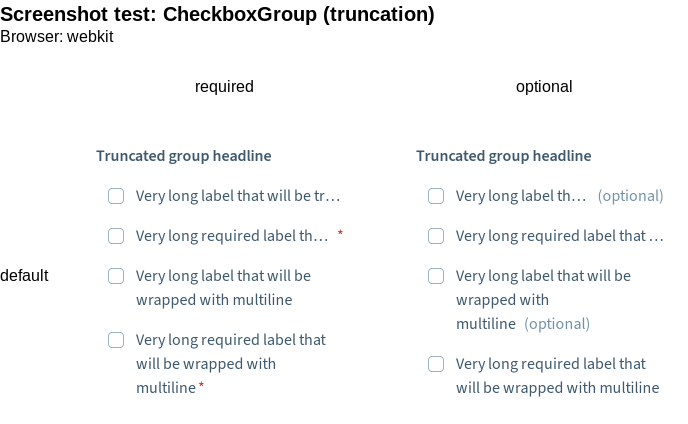 Screenshot test: CheckboxGroup (truncation)
Browser: webkit
required
optional
default
Truncated group headline
Very long label that will be tr…
Very long required label th… *
Very long label that will be
wrapped with multiline
Very long required label that
will be wrapped with
multiline *
Truncated group headline
Very long label th… (optional)
Very long required label that …
Very long label that will be
wrapped with
multiline (optional)
Very long required label that
will be wrapped with multiline